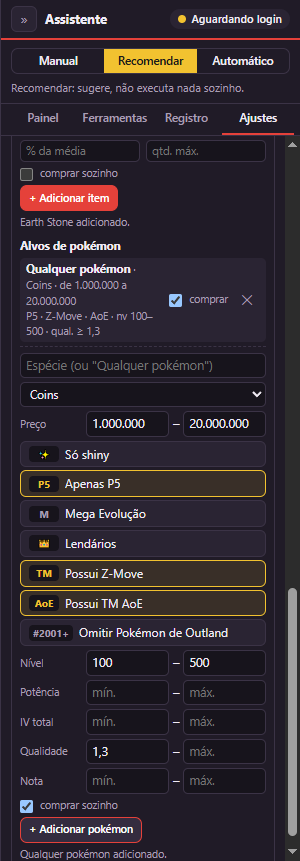 » Assistente Aguardando login
Manual Recomendar Automático
Recomendar: sugere, não executa nada sozinho.
Painel Ferramentas Registro Ajustes
% da média qtd. máx.
comprar sozinho
+ Adicionar item
Earth Stone adicionado.
Alvos de pokémon
Qualquer pokémon ·
Coins · de 1.000.000 a
20.000.000
P5 · Z-Move · AoE · nv 100–
500 · qual. ≥ 1,3
comprar ×
Espécie (ou "Qualquer pokémon")
Coins
Preço 1.000.000 – 20.000.000
Só shiny
P5 Apenas P5
M Mega Evolução
Lendários
TM Possui Z-Move
AoE Possui TM AoE
#2001+ Omitir Pokémon de Outland
Nível 100 – 500
Potência mín. – máx.
IV total mín. – máx.
Qualidade 1,3 – máx.
Nota mín. – máx.
comprar sozinho
+ Adicionar pokémon
Qualquer pokémon adicionado.